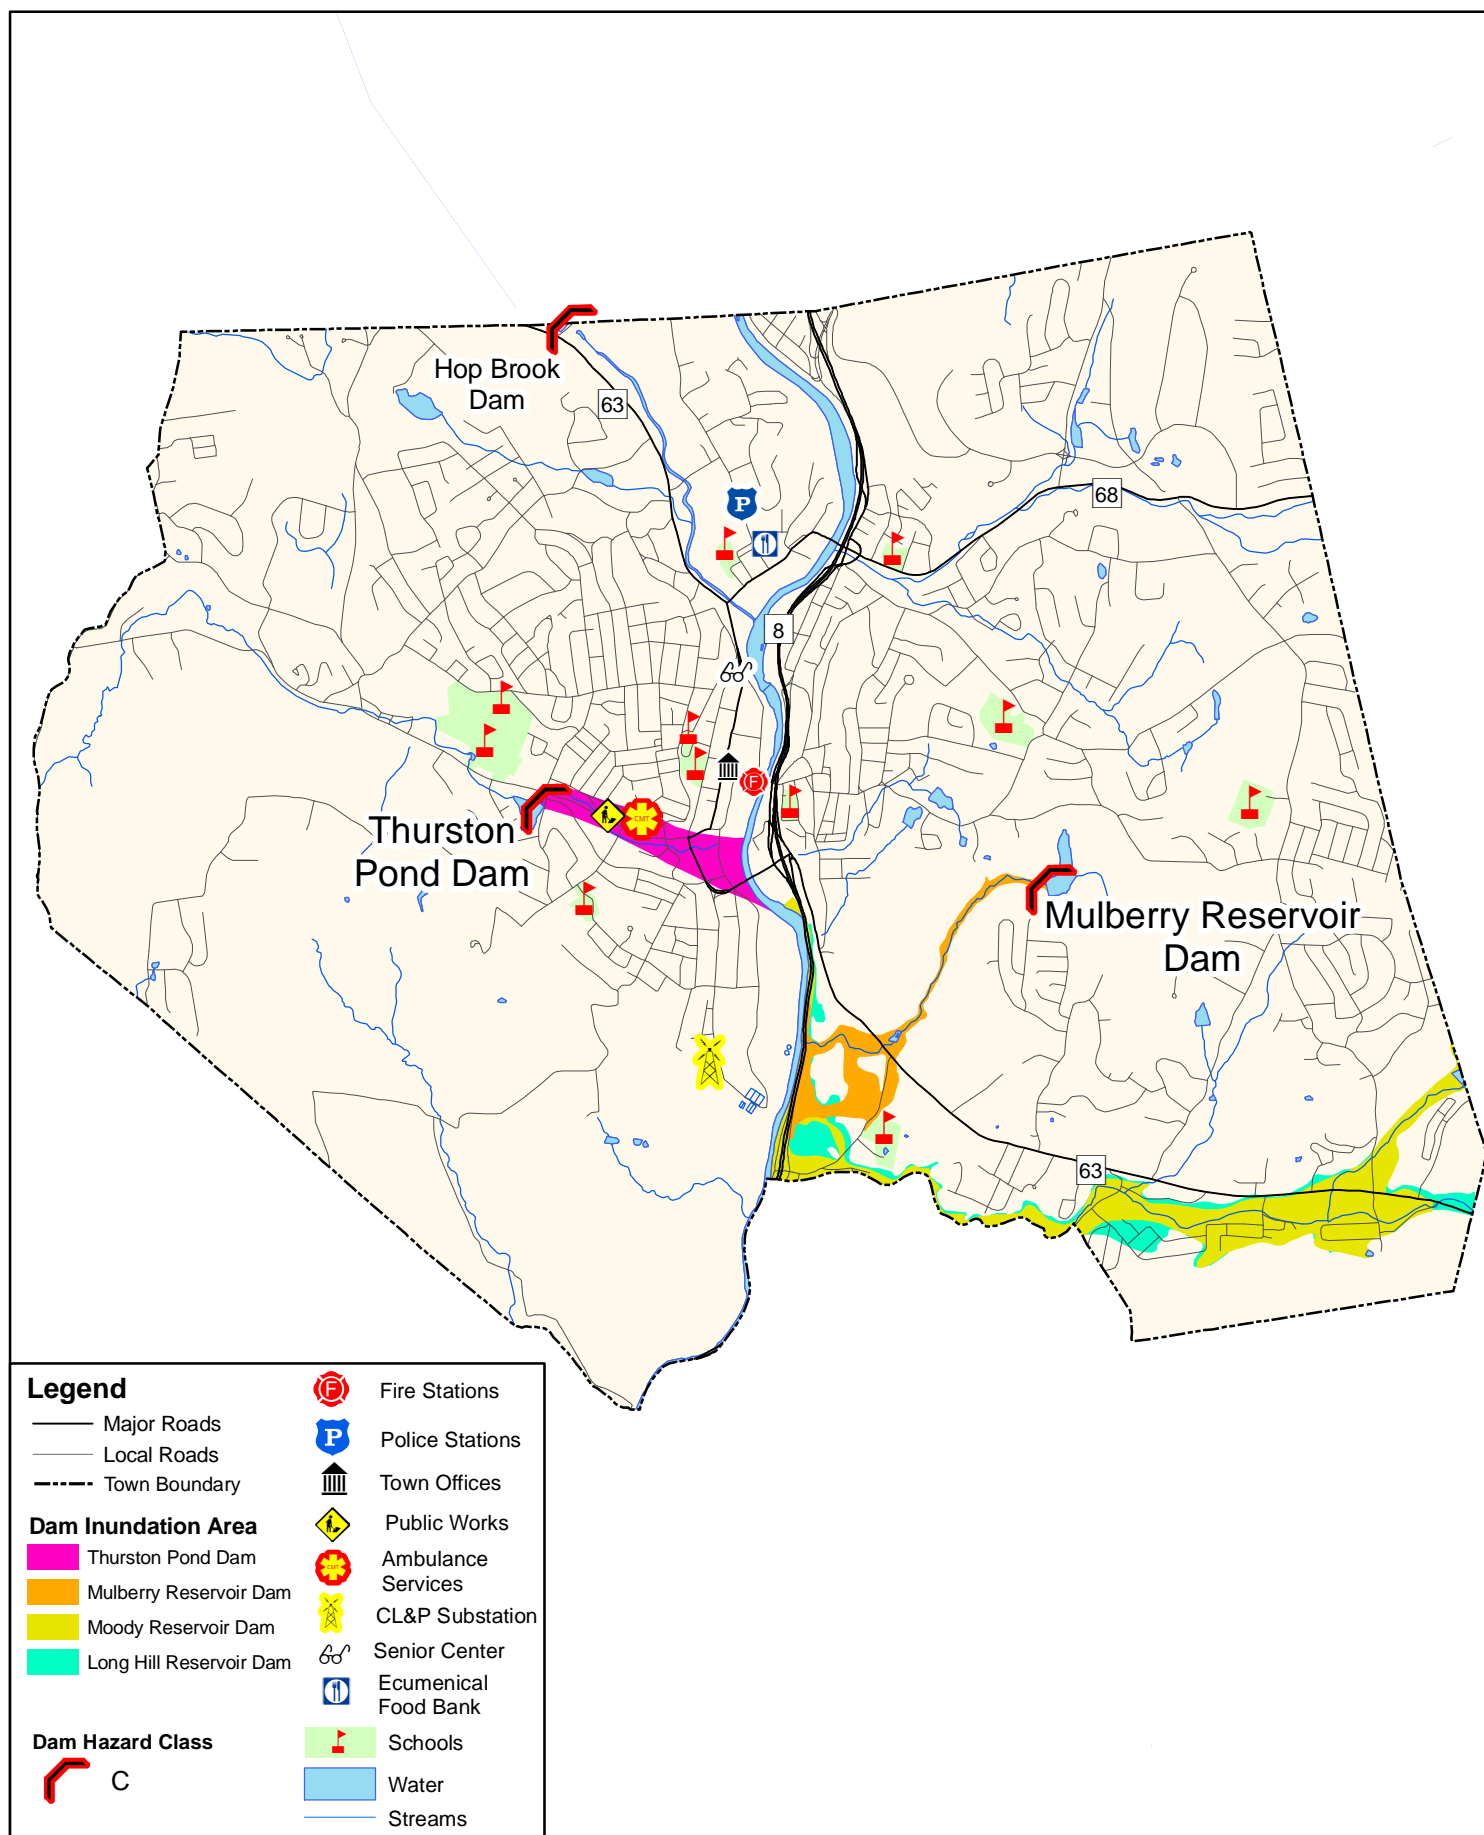 Hop Brook
Dam
63
P
68
8
F
CMT
Thurston
Pond Dam
Mulberry Reservoir
Dam
63
Legend
Major Roads
Local Roads
Town Boundary
Dam Inundation Area
Thurston Pond Dam
Mulberry Reservoir Dam
Moody Reservoir Dam
Long Hill Reservoir Dam
Dam Hazard Class
C
F
Fire Stations
P
Police Stations
Town Offices
Public Works
CMT
Ambulance
Services
CL&P Substation
Senior Center
Ecumenical
Food Bank
Schools
Water
Streams